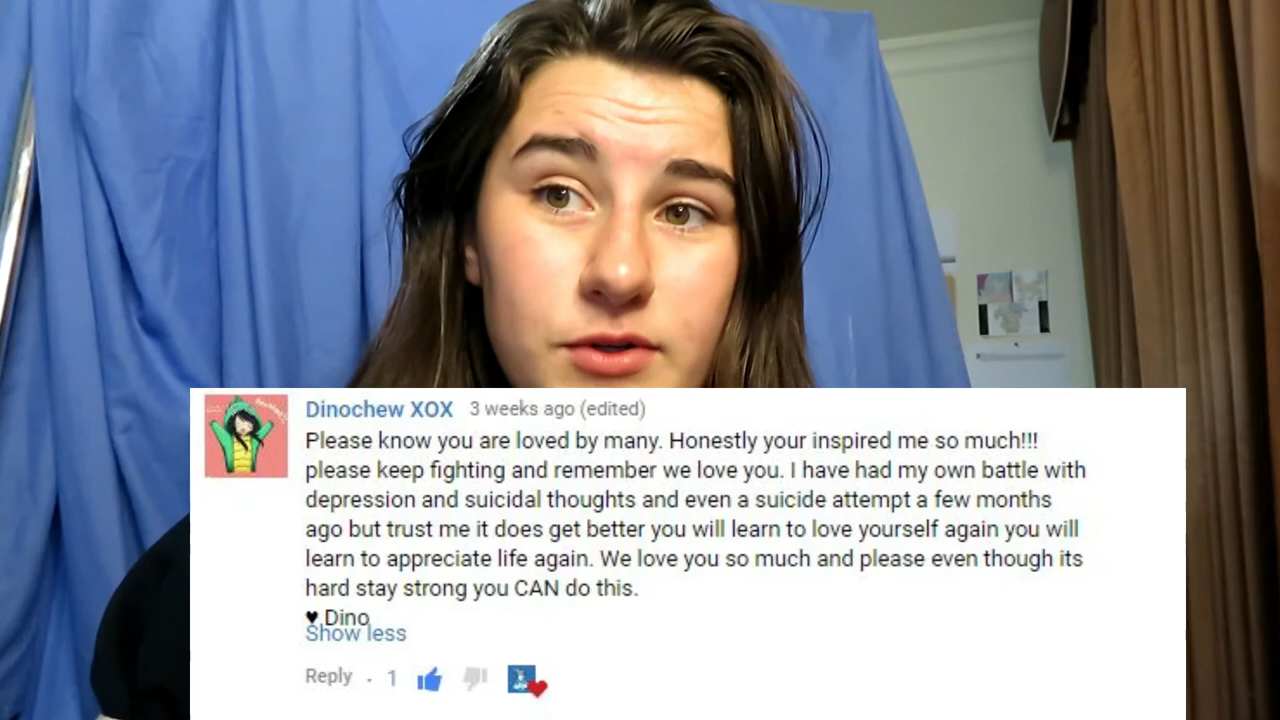 Dinochew XOX 3 weeks ago (edited)
Please know you are loved by many. Honestly your inspired me so much!!!
please keep fighting and remember we love you. I have had my own battle with
depression and suicidal thoughts and even a suicide attempt a few months
ago but trust me it does get better you will learn to love yourself again you will
learn to appreciate life again. We love you so much and please even though its
hard stay strong you CAN do this.
♥ Dino
Show less
Reply · 1